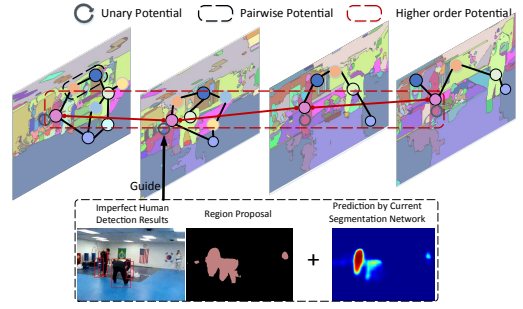 Unary Potential
Pairwise Potential
Higher order Potential
Guide
Imperfect Human
Detection Results
Region Proposal
Prediction by Current
Segmentation Network
+